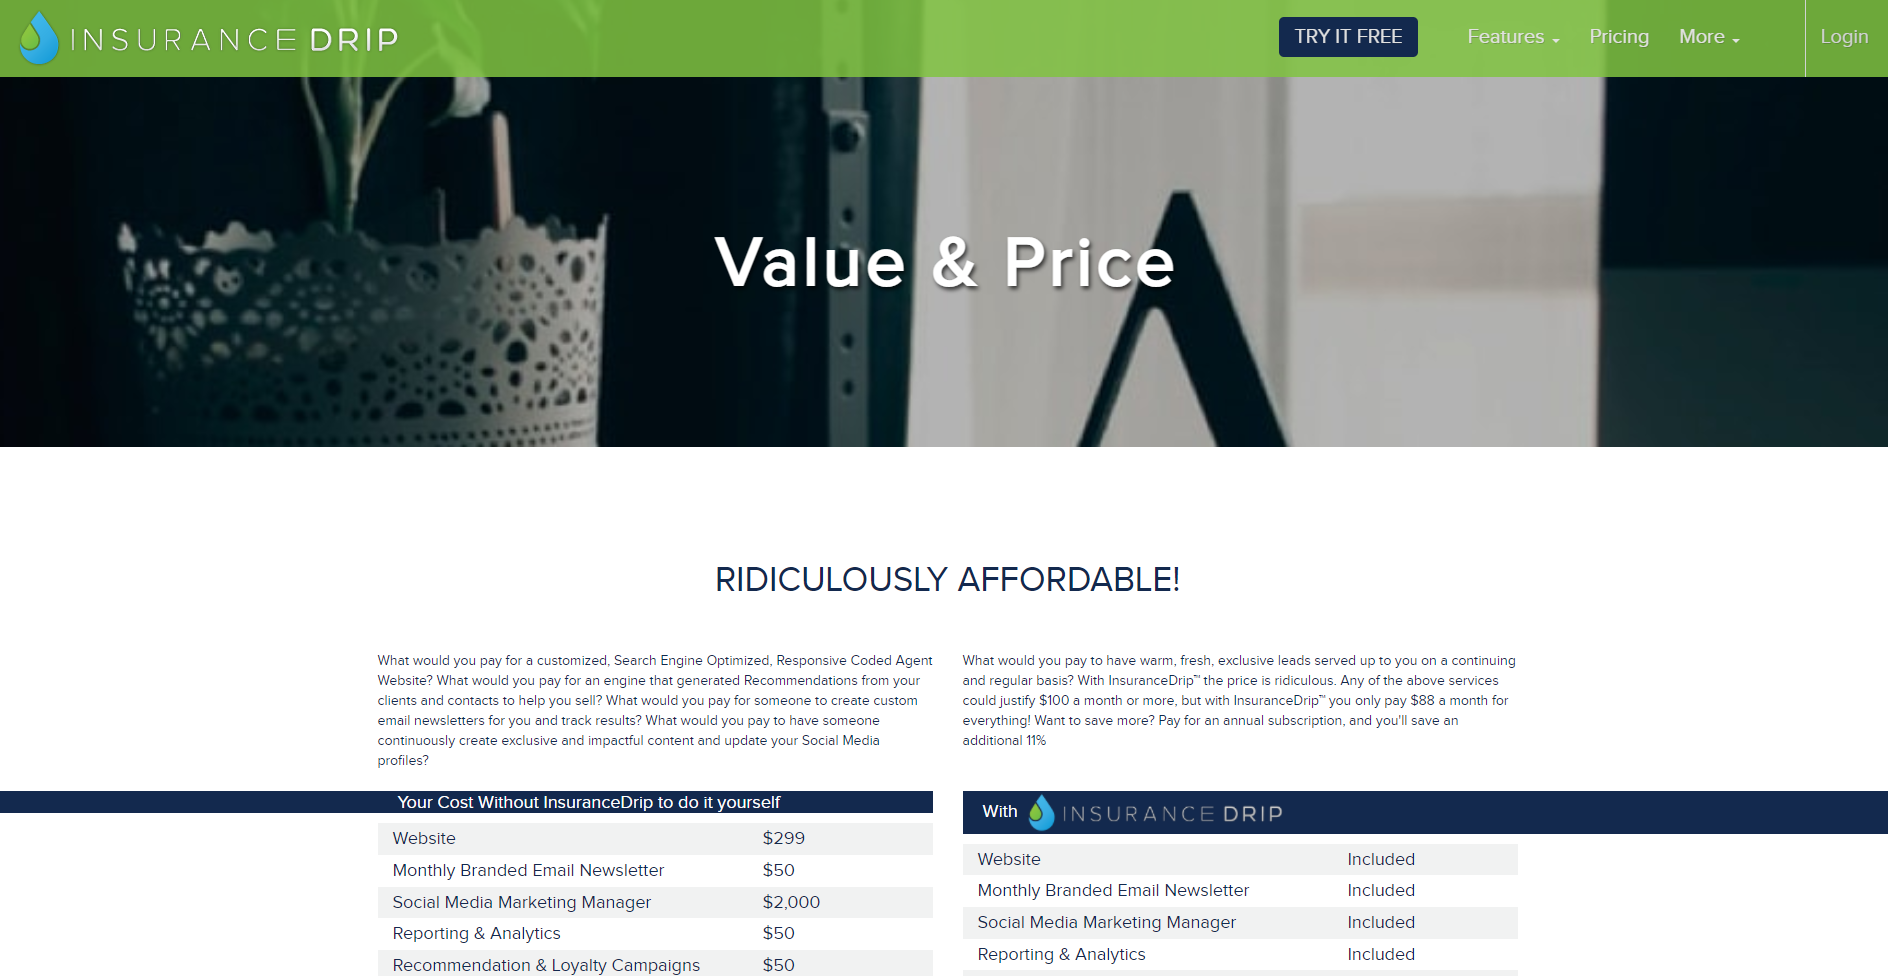 INSURANCE DRIP
TRY IT FREE
Features
Pricing
More
Login
Value & Price
RIDICULOUSLY AFFORDABLE!
What would you pay for a customized, Search Engine Optimized, Responsive Coded Agent
Website? What would you pay for an engine that generated Recommendations from your
clients and contacts to help you sell? What would you pay for someone to create custom
email newsletters for you and track results? What would you pay to have someone
continuously create exclusive and impactful content and update your Social Media
profiles?
What would you pay to have warm, fresh, exclusive leads served up to you on a continuing
and regular basis? With InsuranceDrip™ the price is ridiculous. Any of the above services
could justify $100 a month or more, but with InsuranceDrip™ you only pay $88 a month for
everything! Want to save more? Pay for an annual subscription, and you'll save an
additional 11%
Your Cost Without InsuranceDrip to do it yourself
Website $299
Monthly Branded Email Newsletter $50
Social Media Marketing Manager $2,000
Reporting & Analytics $50
Recommendation & Loyalty Campaigns $50
With INSURANCE DRIP
Website Included
Monthly Branded Email Newsletter Included
Social Media Marketing Manager Included
Reporting & Analytics Included